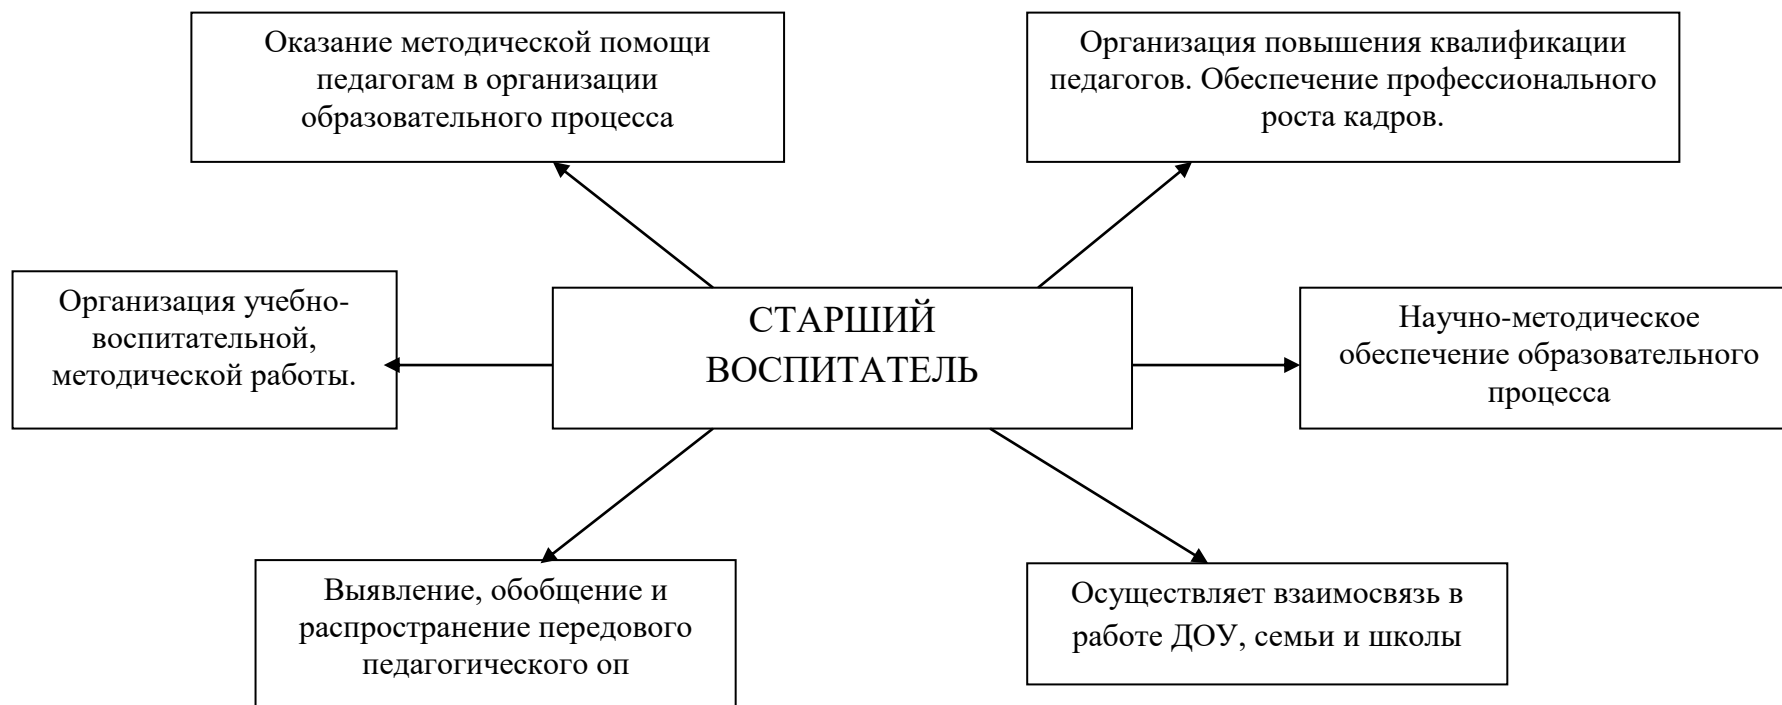 Оказание методической помощи
педагогам в организации
образовательного процесса
Организация повышения квалификации
педагогов. Обеспечение профессионального
роста кадров.
Организация учебно-
воспитательной,
методической работы.
СТАРШИЙ
ВОСПИТАТЕЛЬ
Научно-методическое
обеспечение образовательного
процесса
Выявление, обобщение и
распространение передового
педагогического оп
Осуществляет взаимосвязь в
работе ДОУ, семьи и школы